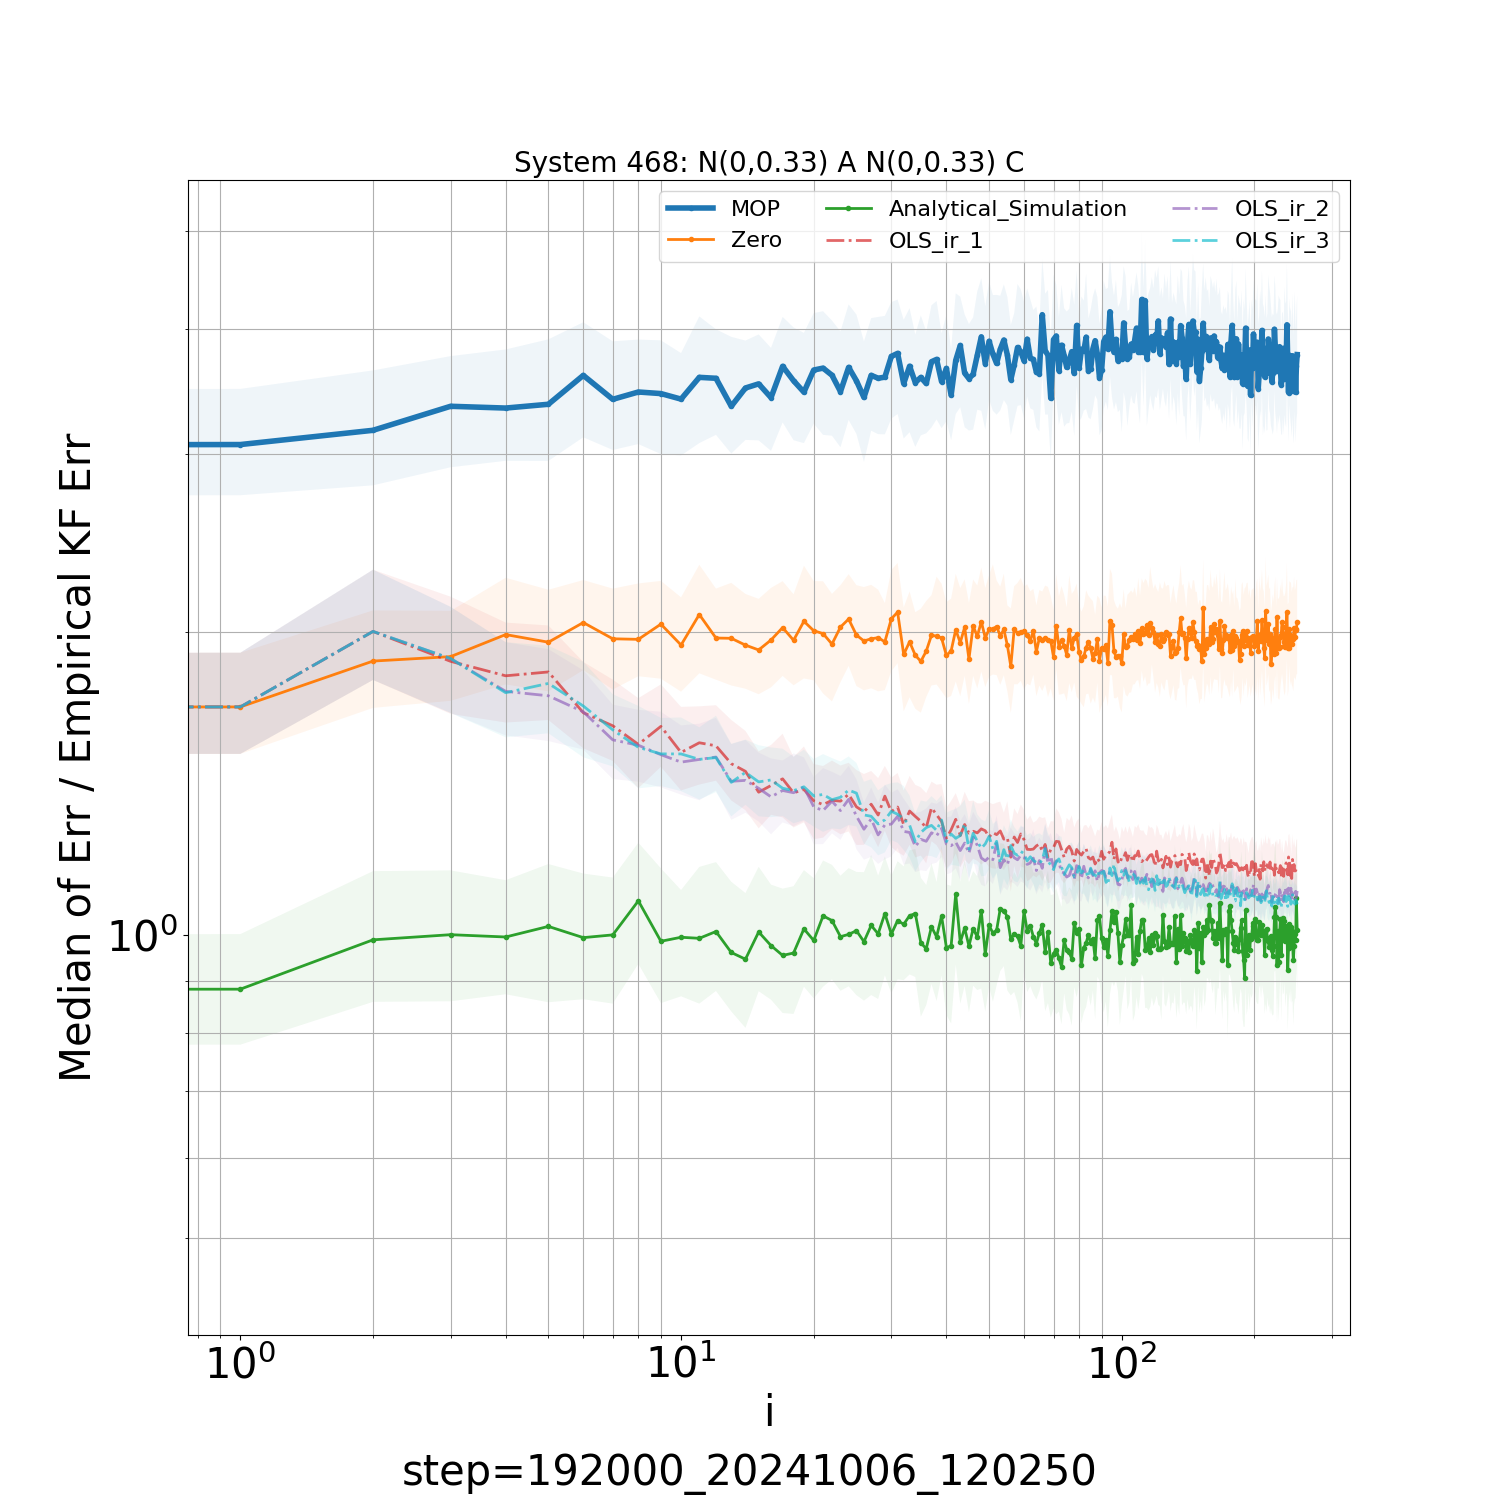 System 468: N(0,0.33) A N(0,0.33) C
MOP
Zero
Analytical_Simulation
OLS_ir_1
OLS_ir_2
OLS_ir_3
Median of Err / Empirical KF Err
10⁰
10⁰ 10¹ 10²
i
step=192000_20241006_120250